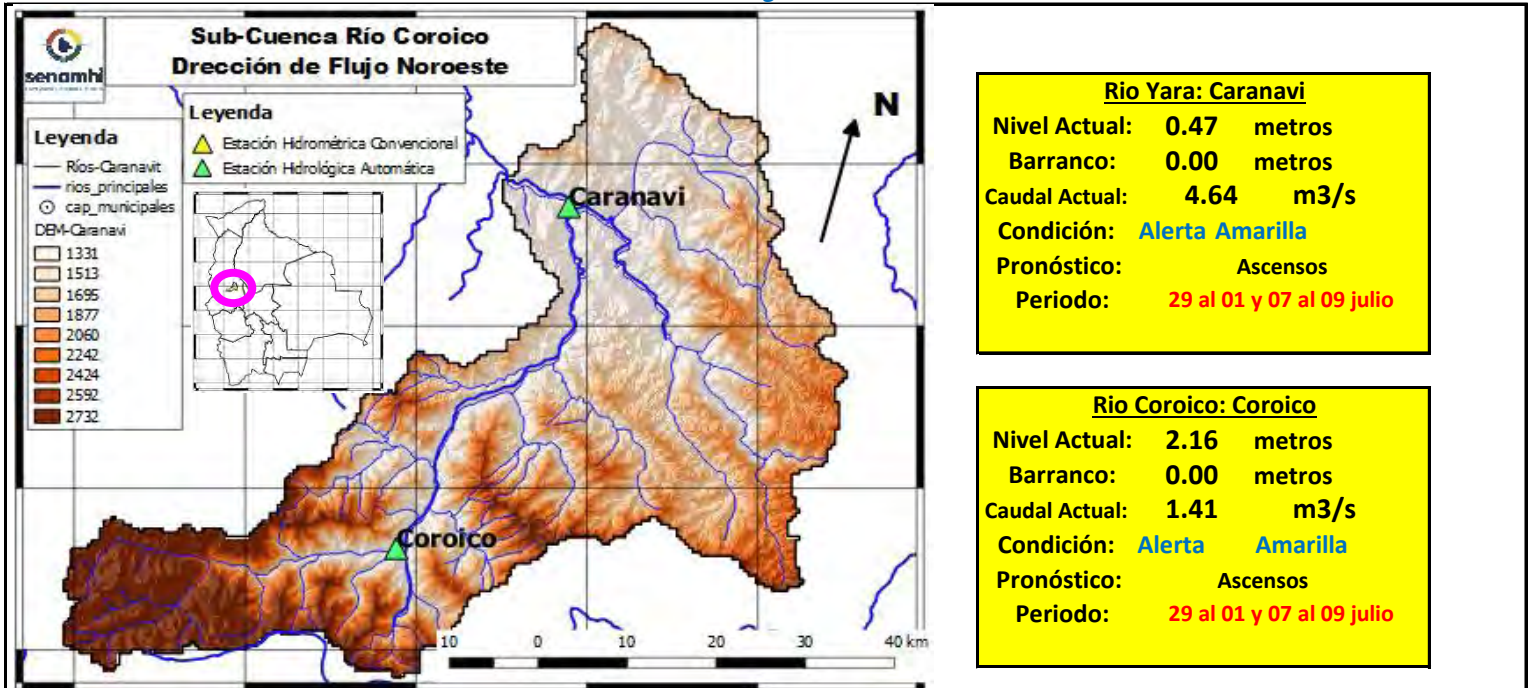 senamhi
Sub-Cuenca Río Coroico
Drección de Flujo Noroeste
Leyenda
Estación Hidrométrica Convencional
Estación Hidrológica Automática
Leyenda
Ríos-Caranavit
rios_principales
cap_municipales
DEM-Caranavi
1331
1513
1695
1877
2060
2242
2424
2592
2732
N
Caranavi
Coroico
10 0 10 20 30 40 km
Rio Yara: Caranavi
Nivel Actual: 0.47 metros
Barranco: 0.00 metros
Caudal Actual: 4.64 m3/s
Condición: Alerta Amarilla
Pronóstico: Ascensos
Periodo: 29 al 01 y 07 al 09 julio
Rio Coroico: Coroico
Nivel Actual: 2.16 metros
Barranco: 0.00 metros
Caudal Actual: 1.41 m3/s
Condición: Alerta Amarilla
Pronóstico: Ascensos
Periodo: 29 al 01 y 07 al 09 julio